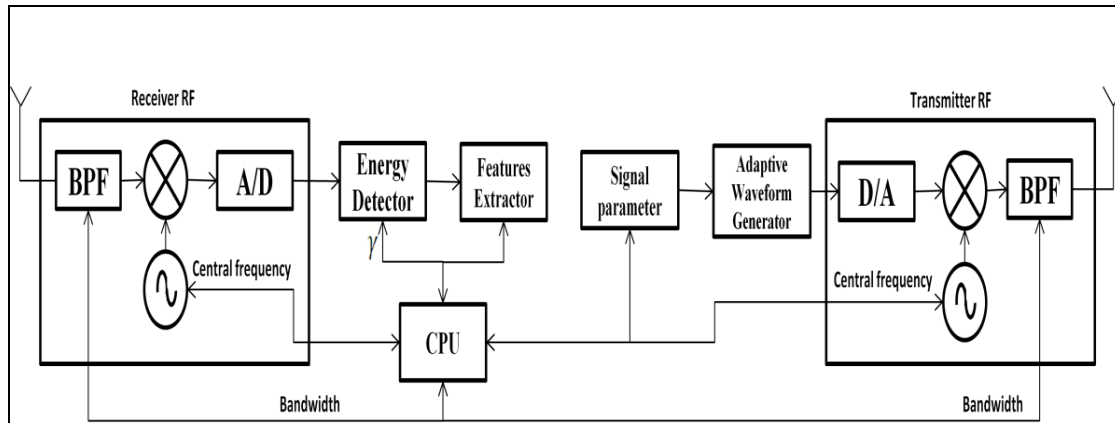 Receiver RF
Transmitter RF
BPF
A/D
Energy
Detector
Features
Extractor
Signal
parameter
Adaptive
Waveform
Generator
D/A
BPF
γ
Central frequency
Central frequency
CPU
Bandwidth
Bandwidth